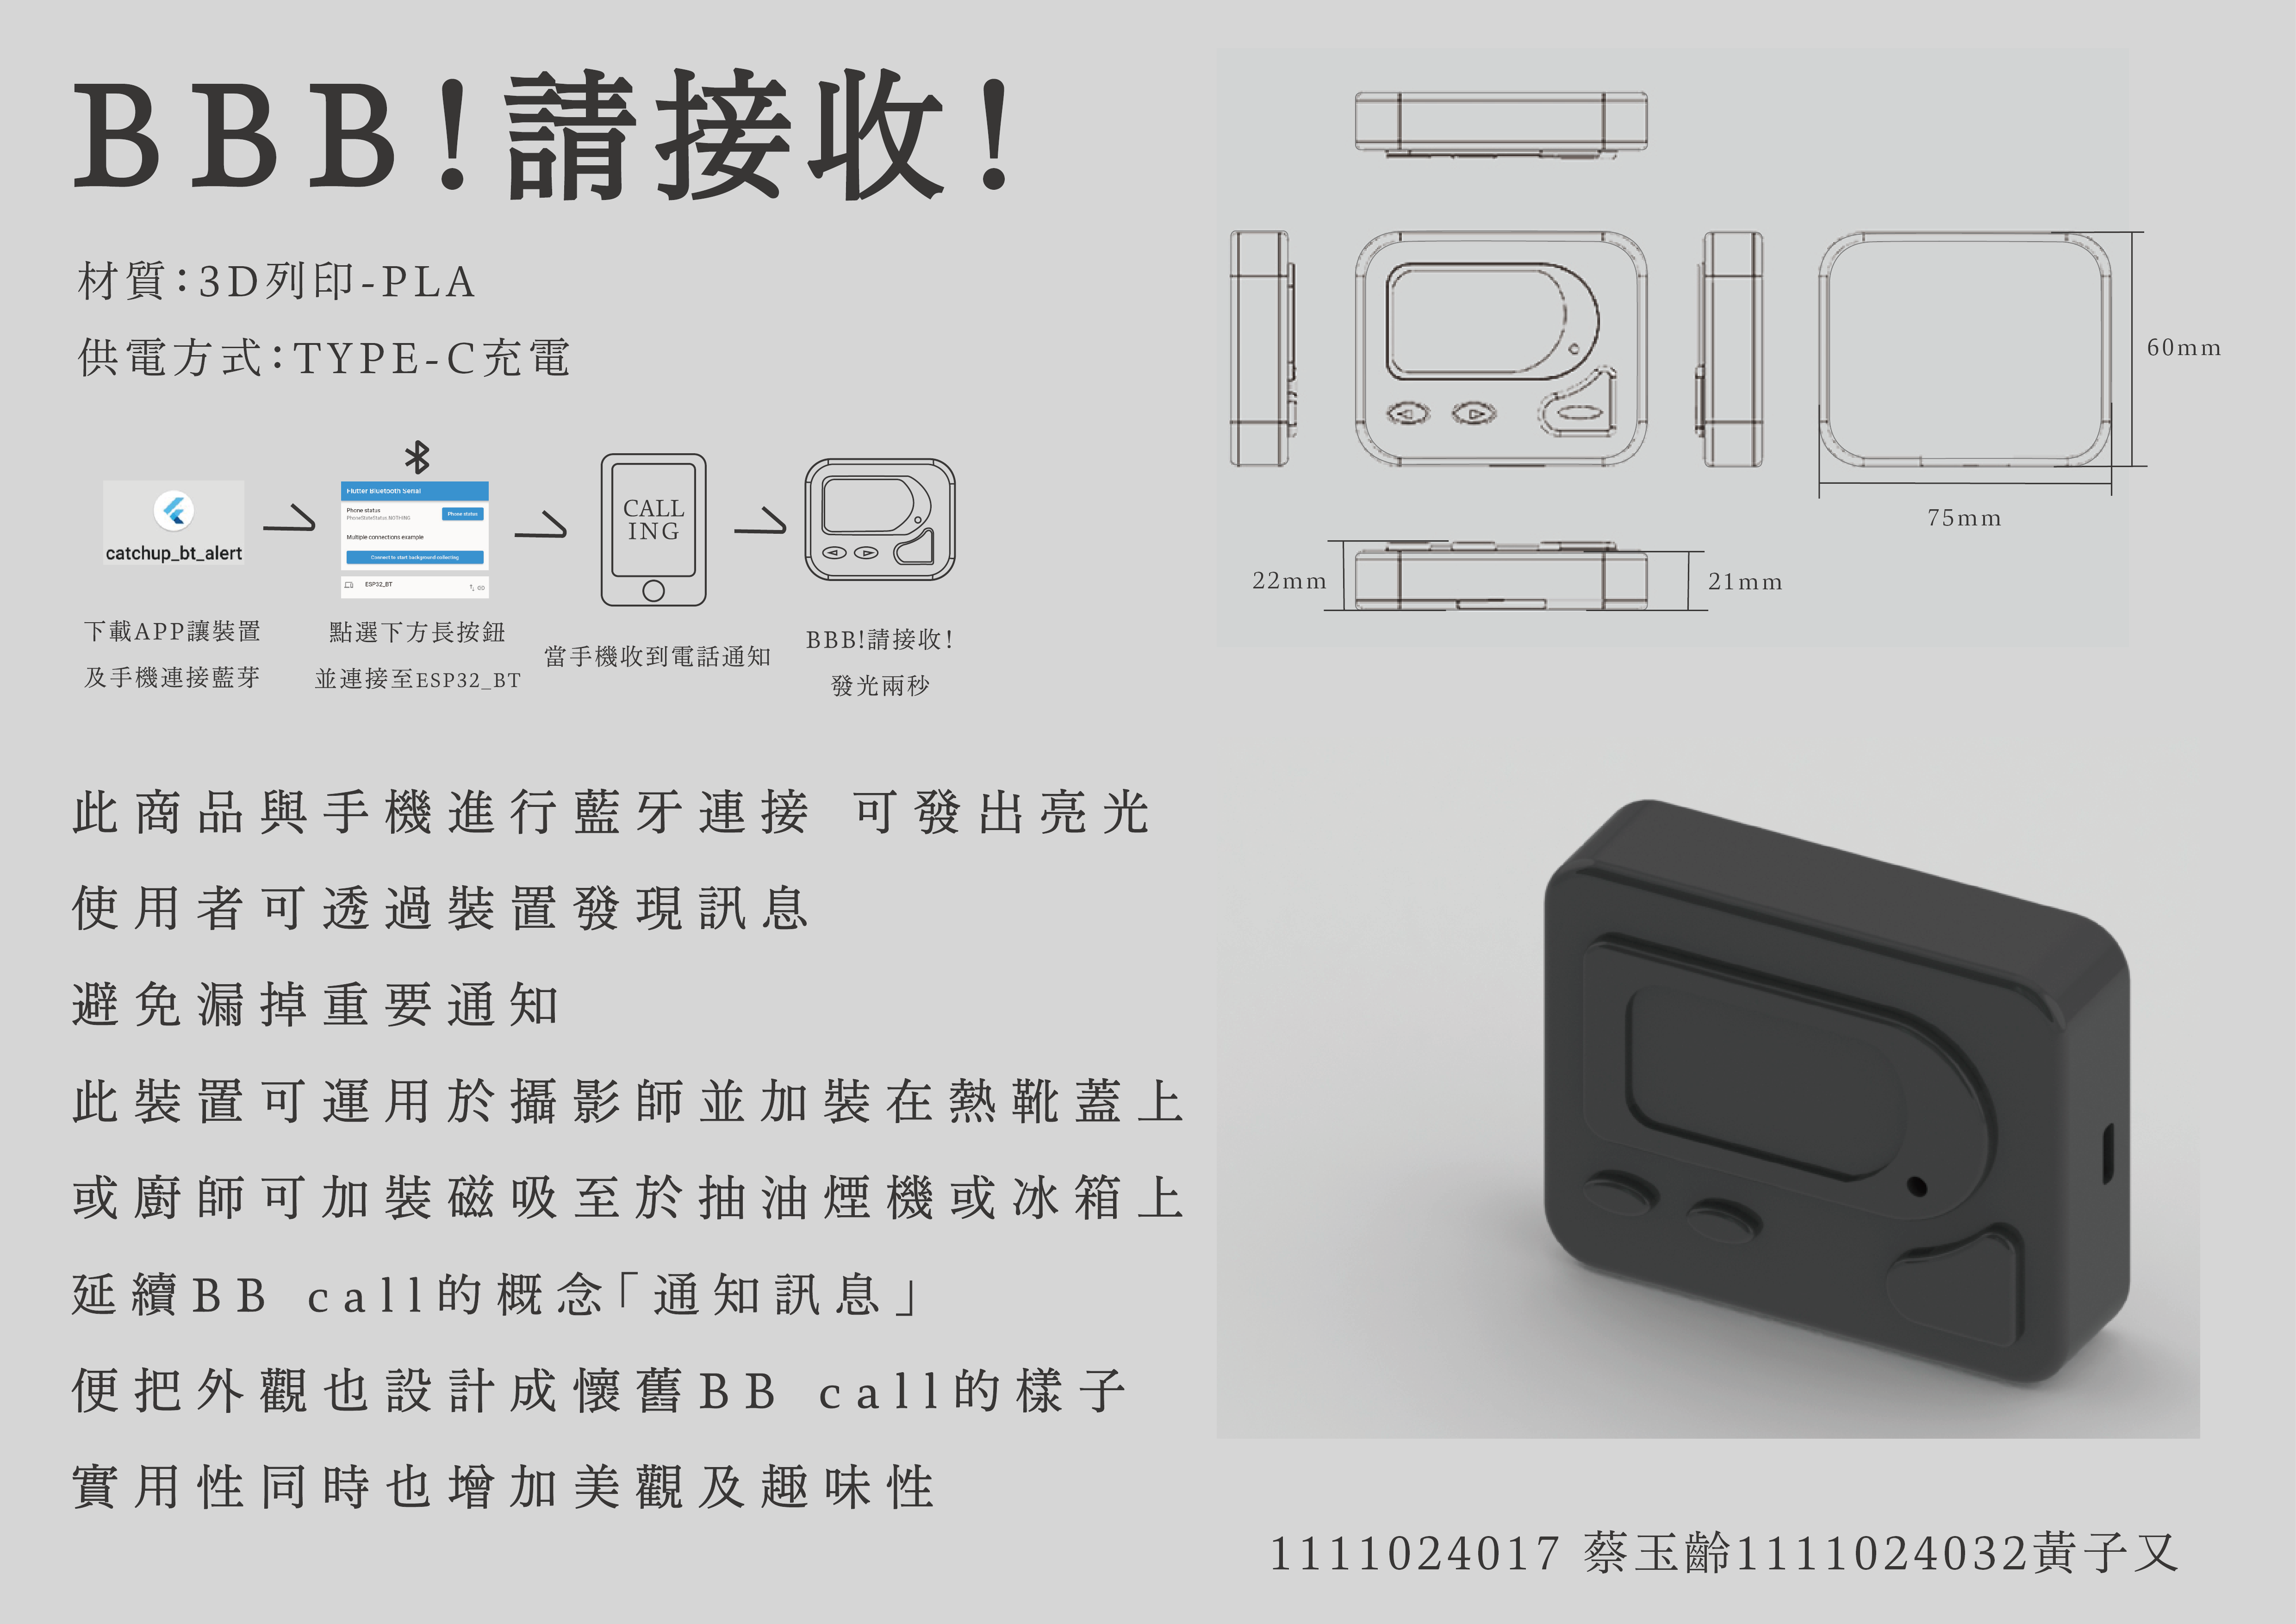 BBB!請接收!
材質:3D列印-PLA
供電方式:TYPE-C充電
catchup_bt_alert
下載APP讓裝置
及手機連接藍芽
Flutter Bluetooth Serial
Phone status
PhoneStateStatus.NOTHING
Phone status
Multiple connections example
Connect to start background collecting
ESP32_BT
點選下方長按鈕
並連接至ESP32_BT
CALL
ING
當手機收到電話通知
BBB!請接收!
發光兩秒
60mm
75mm
22mm
21mm
此商品與手機進行藍牙連接 可發出亮光
使用者可透過裝置發現訊息
避免漏掉重要通知
此裝置可運用於攝影師並加裝在熱靴蓋上
或廚師可加裝磁吸至於抽油煙機或冰箱上
延續BB call的概念「通知訊息」
便把外觀也設計成懷舊BB call的樣子
實用性同時也增加美觀及趣味性
1111024017 蔡玉齡1111024032黃子又